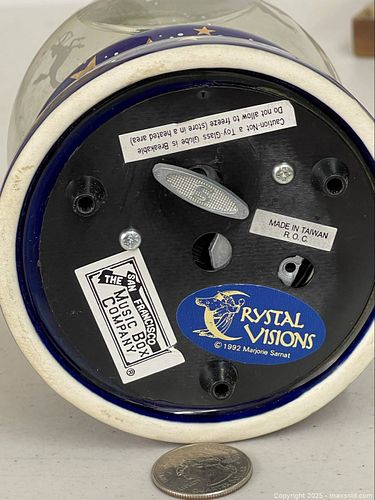 Caution-Not a Toy-Glass Globe is Breakable
Do not allow to freeze (store in a heated area)
MADE IN TAIWAN
R. O. C.
THE
SAN FRANCISCO
MUSIC BOX
COMPANY®
CRYSTAL
VISIONS
© 1992 Marjorie Sarnat
Copyright 2025 - maxsold.com